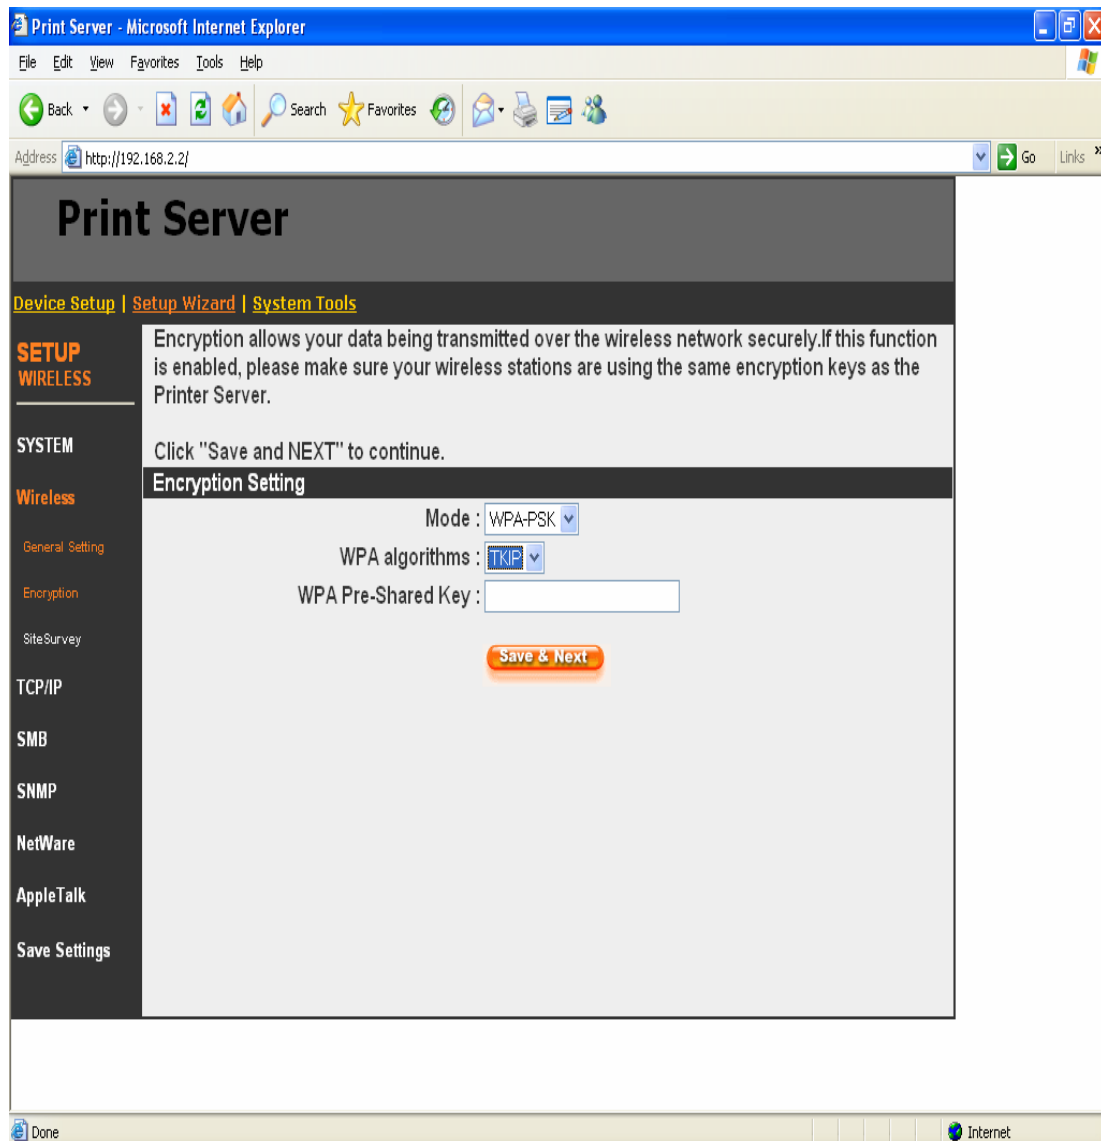 Print Server - Microsoft Internet Explorer
File Edit View Favorites Tools Help
Back Search Favorites
Address http://192.168.2.2/ Go Links »
Print Server
Device Setup | Setup Wizard | System Tools
SETUP
WIRELESS
SYSTEM
Wireless
General Setting
Encryption
SiteSurvey
TCP/IP
SMB
SNMP
NetWare
AppleTalk
Save Settings
Encryption allows your data being transmitted over the wireless network securely.If this function
is enabled, please make sure your wireless stations are using the same encryption keys as the
Printer Server.
Click "Save and NEXT" to continue.
Encryption Setting
Mode : WPA-PSK
WPA algorithms : TKIP
WPA Pre-Shared Key :
Save & Next
Done Internet